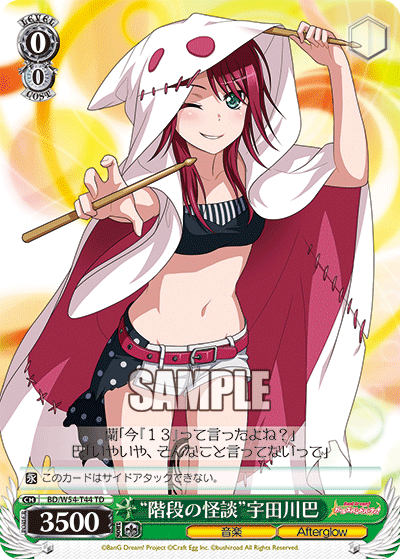 LEVEL
0
0
COST
SAMPLE
蘭「今『１３』って言ったよね？」
巴「いやいや、そんなこと言ってないって」
永 このカードはサイドアタックできない。
CH BD/W54-T44 TD
“階段の怪談”宇田川巴
3500
音楽
Afterglow
©BanG Dream! Project ©Craft Egg Inc. ©bushiroad All Rights Reserved.